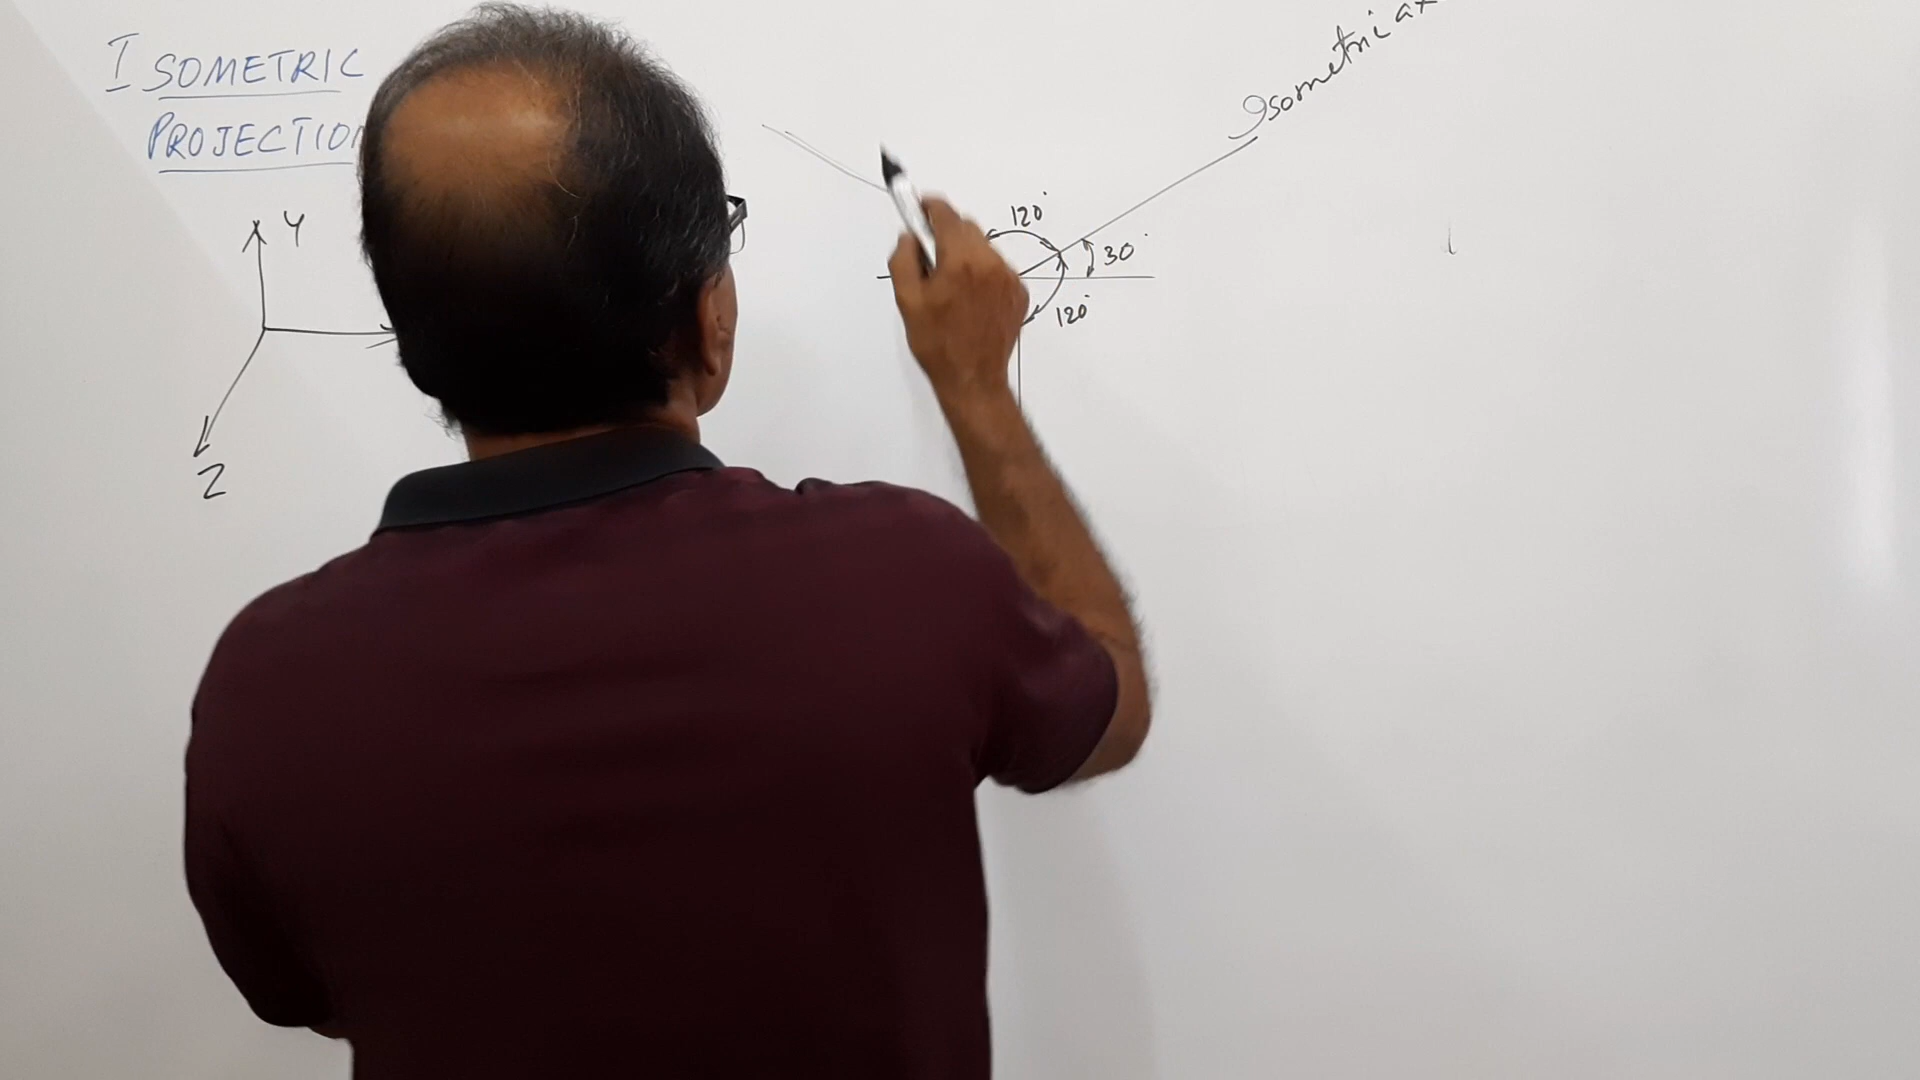 ISOMETRIC
PROJECTION
Isometric ax
Y
120°
30°
120°
Z